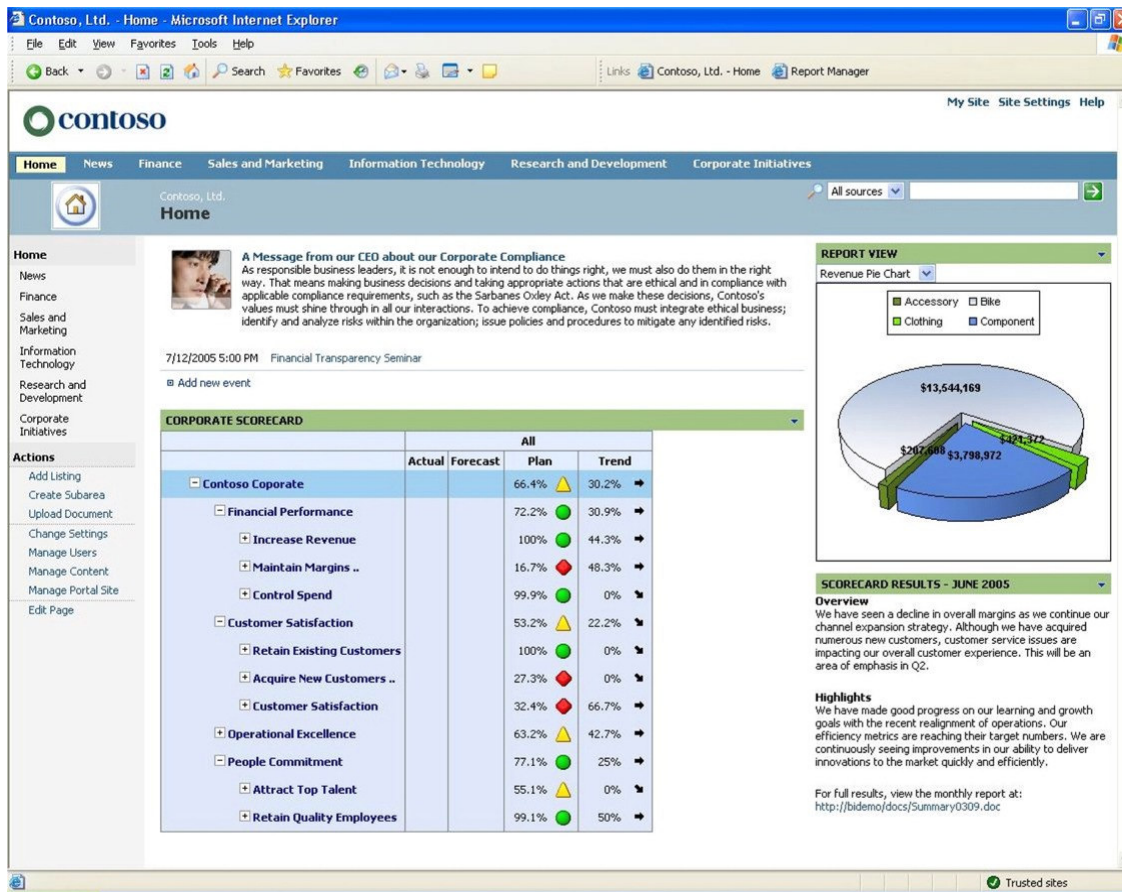 Contoso, Ltd. - Home - Microsoft Internet Explorer
File Edit View Favorites Tools Help
Back Search Favorites Links Contoso, Ltd. - Home Report Manager
My Site Site Settings Help
contoso
Home News Finance Sales and Marketing Information Technology Research and Development Corporate Initiatives
Contoso, Ltd.
Home
All sources
Home
News
Finance
Sales and
Marketing
Information
Technology
Research and
Development
Corporate
Initiatives
Actions
Add Listing
Create Subarea
Upload Document
Change Settings
Manage Users
Manage Content
Manage Portal Site
Edit Page
A Message from our CEO about our Corporate Compliance
As responsible business leaders, it is not enough to intend to do things right, we must also do them in the right
way. That means making business decisions and taking appropriate actions that are ethical and in compliance with
applicable compliance requirements, such as the Sarbanes Oxley Act. As we make these decisions, Contoso's
values must shine through in all our interactions. To achieve compliance, Contoso must integrate ethical business;
identify and analyze risks within the organization; issue policies and procedures to mitigate any identified risks.
7/12/2005 5:00 PM Financial Transparency Seminar
Add new event
CORPORATE SCORECARD
All
Actual Forecast Plan Trend
Contoso Coporate 66.4% 30.2%
Financial Performance 72.2% 30.9%
Increase Revenue 100% 44.3%
Maintain Margins .. 16.7% 48.3%
Control Spend 99.9% 0%
Customer Satisfaction 53.2% 22.2%
Retain Existing Customers 100% 0%
Acquire New Customers .. 27.3% 0%
Customer Satisfaction 32.4% 66.7%
Operational Excellence 63.2% 42.7%
People Commitment 77.1% 25%
Attract Top Talent 55.1% 0%
Retain Quality Employees 99.1% 50%
REPORT VIEW
Revenue Pie Chart
Accessory Bike
Clothing Component
$13,544,169
$3,798,972
SCORECARD RESULTS - JUNE 2005
Overview
We have seen a decline in overall margins as we continue our
channel expansion strategy. Although we have acquired
numerous new customers, customer service issues are
impacting our overall customer experience. This will be an
area of emphasis in Q2.
Highlights
We have made good progress on our learning and growth
goals with the recent realignment of operations. Our
efficiency metrics are reaching their target numbers. We are
continuously seeing improvements in our ability to deliver
innovations to the market quickly and efficiently.
For full results, view the monthly report at:
http://bidemo/docs/Summary0309.doc
Trusted sites